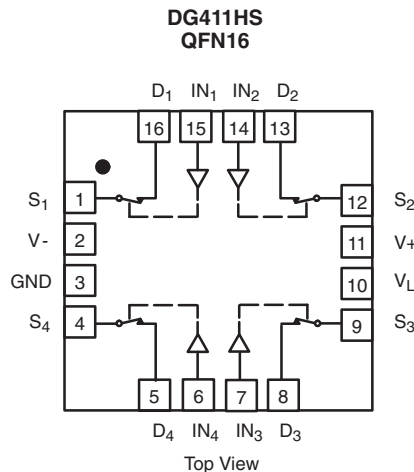 DG411HS
QFN16
D1 IN1 IN2 D2
16 15 14 13
S1 1 12 S2
V- 2 11 V+
GND 3 10 VL
S4 4 9 S3
5 6 7 8
D4 IN4 IN3 D3
Top View